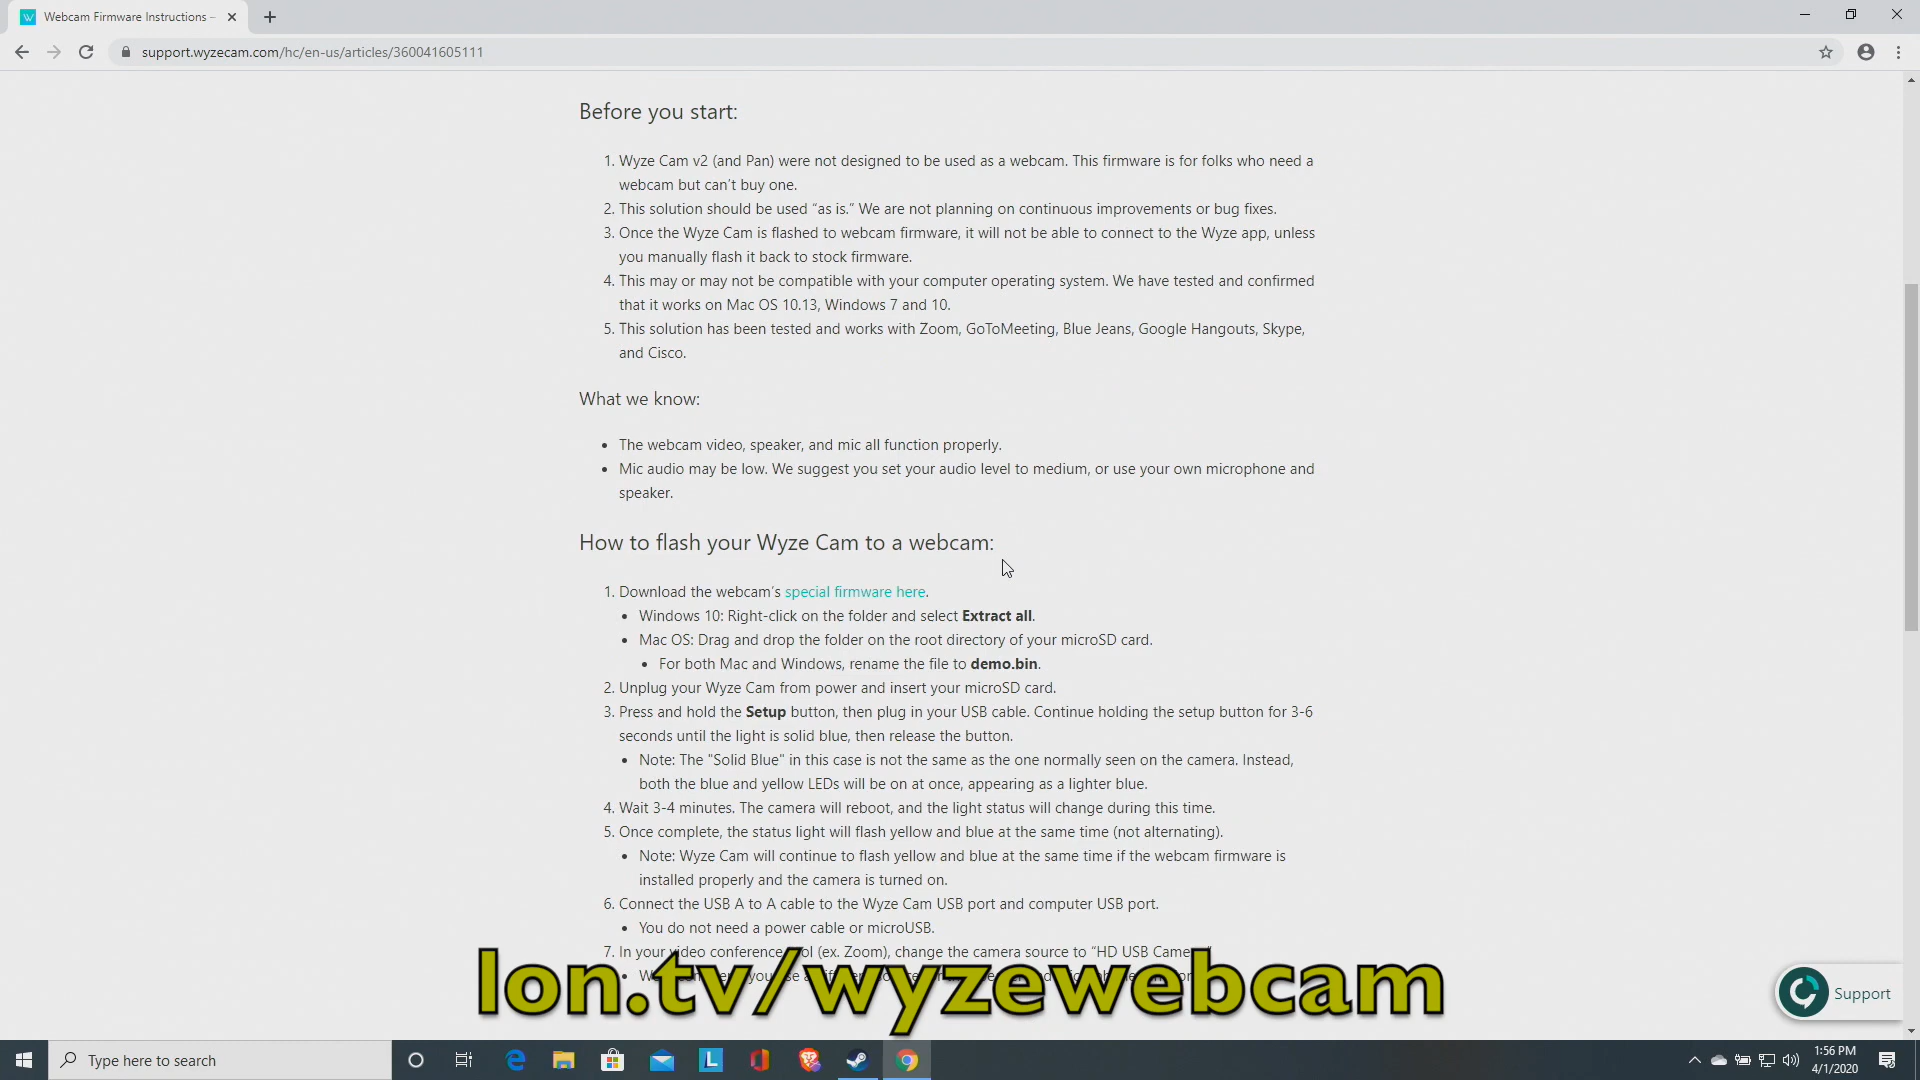 Webcam Firmware Instructions –
support.wyzecam.com/hc/en-us/articles/360041605111
Before you start:
1. Wyze Cam v2 (and Pan) were not designed to be used as a webcam. This firmware is for folks who need a
webcam but can't buy one.
2. This solution should be used “as is.” We are not planning on continuous improvements or bug fixes.
3. Once the Wyze Cam is flashed to webcam firmware, it will not be able to connect to the Wyze app, unless
you manually flash it back to stock firmware.
4. This may or may not be compatible with your computer operating system. We have tested and confirmed
that it works on Mac OS 10.13, Windows 7 and 10.
5. This solution has been tested and works with Zoom, GoToMeeting, Blue Jeans, Google Hangouts, Skype,
and Cisco.
What we know:
• The webcam video, speaker, and mic all function properly.
• Mic audio may be low. We suggest you set your audio level to medium, or use your own microphone and
speaker.
How to flash your Wyze Cam to a webcam:
1. Download the webcam's special firmware here.
• Windows 10: Right-click on the folder and select Extract all.
• Mac OS: Drag and drop the folder on the root directory of your microSD card.
• For both Mac and Windows, rename the file to demo.bin.
2. Unplug your Wyze Cam from power and insert your microSD card.
3. Press and hold the Setup button, then plug in your USB cable. Continue holding the setup button for 3-6
seconds until the light is solid blue, then release the button.
• Note: The "Solid Blue" in this case is not the same as the one normally seen on the camera. Instead,
both the blue and yellow LEDs will be on at once, appearing as a lighter blue.
4. Wait 3-4 minutes. The camera will reboot, and the light status will change during this time.
5. Once complete, the status light will flash yellow and blue at the same time (not alternating).
• Note: Wyze Cam will continue to flash yellow and blue at the same time if the webcam firmware is
installed properly and the camera is turned on.
6. Connect the USB A to A cable to the Wyze Cam USB port and computer USB port.
• You do not need a power cable or microUSB.
7. In your video conference (ex. Zoom), change the camera source to “HD USB Camera”
lon.tv/wyzewebcam
Support
Type here to search
1:56 PM
4/1/2020